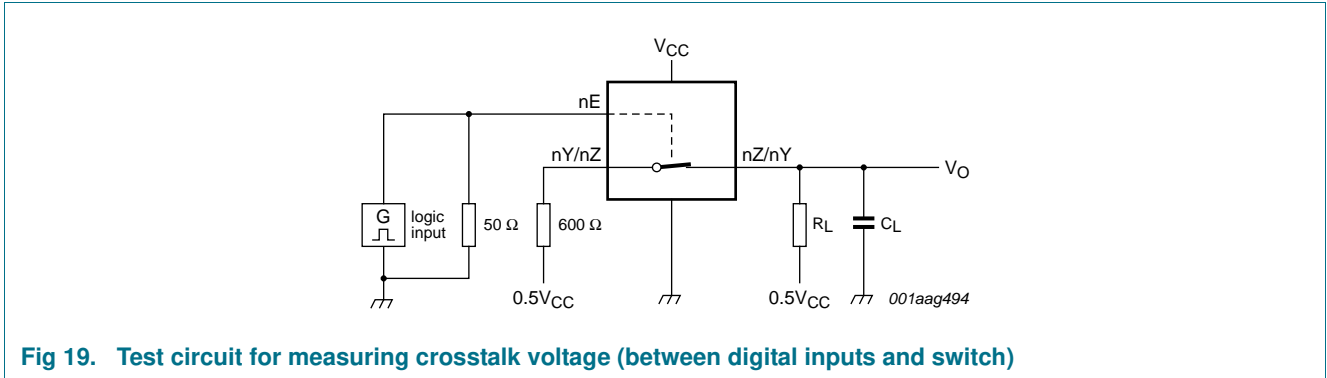 VCC
nE
nY/nZ
nZ/nY
VO
G
logic
input
50 Ω
600 Ω
RL
CL
0.5VCC
0.5VCC
001aag494
Fig 19. Test circuit for measuring crosstalk voltage (between digital inputs and switch)